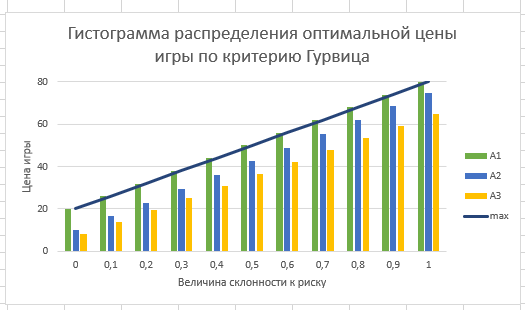 Гистограмма распределения оптимальной цены
игры по критерию Гурвица
80
60
40
20
0
Цена игры
0 0,1 0,2 0,3 0,4 0,5 0,6 0,7 0,8 0,9 1
Величина склонности к риску
A1
A2
A3
max